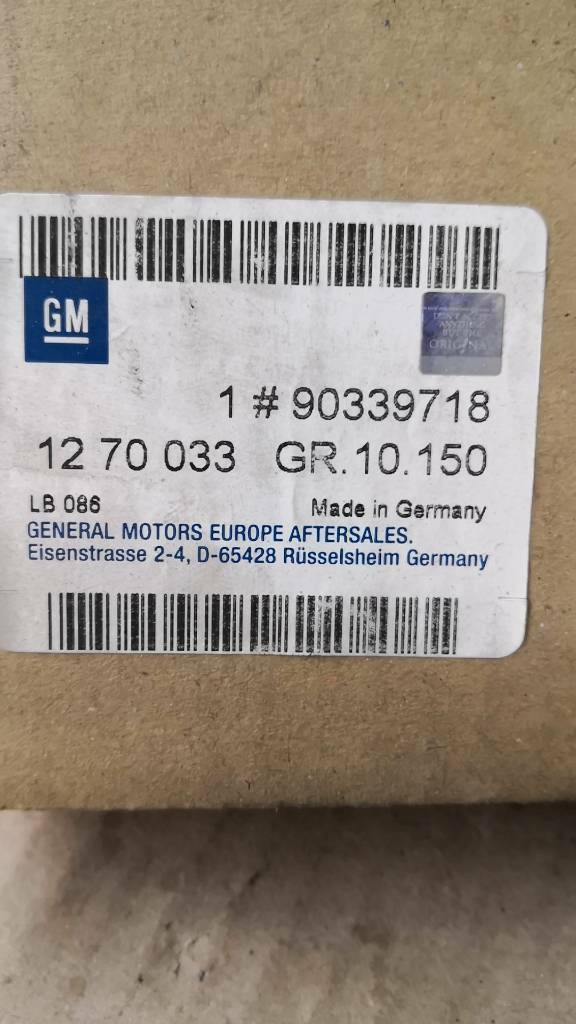 GM
ORIGINAL
1 # 90339718
12 70 033 GR.10.150
LB 086 Made in Germany
GENERAL MOTORS EUROPE AFTERSALES.
Eisenstrasse 2-4, D-65428 Rüsselsheim Germany